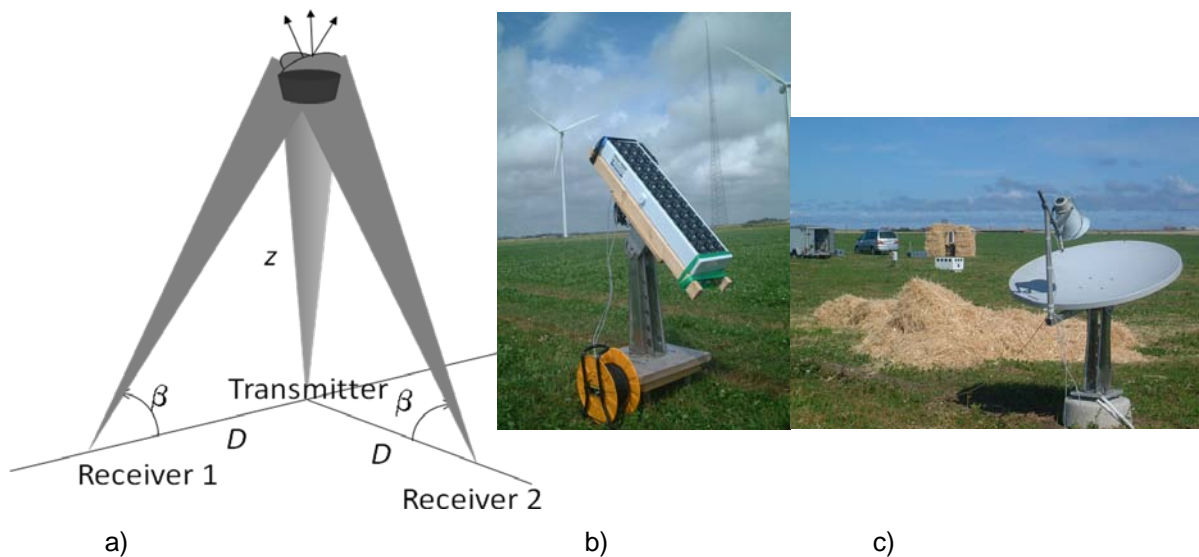 z
Transmitter
β
β
D
D
Receiver 1
Receiver 2
a)
b)
c)